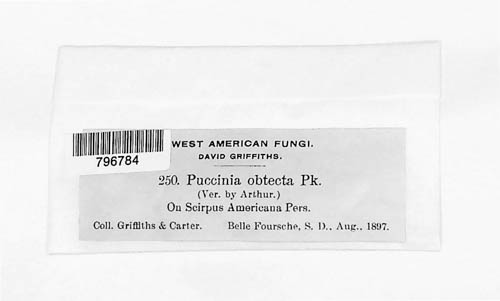 WEST AMERICAN FUNGI.
DAVID GRIFFITHS.
796784
250. Puccinia obtecta Pk.
(Ver. by Arthur.)
On Scirpus Americana Pers.
Coll. Griffiths & Carter. Belle Foursche, S. D., Aug., 1897.